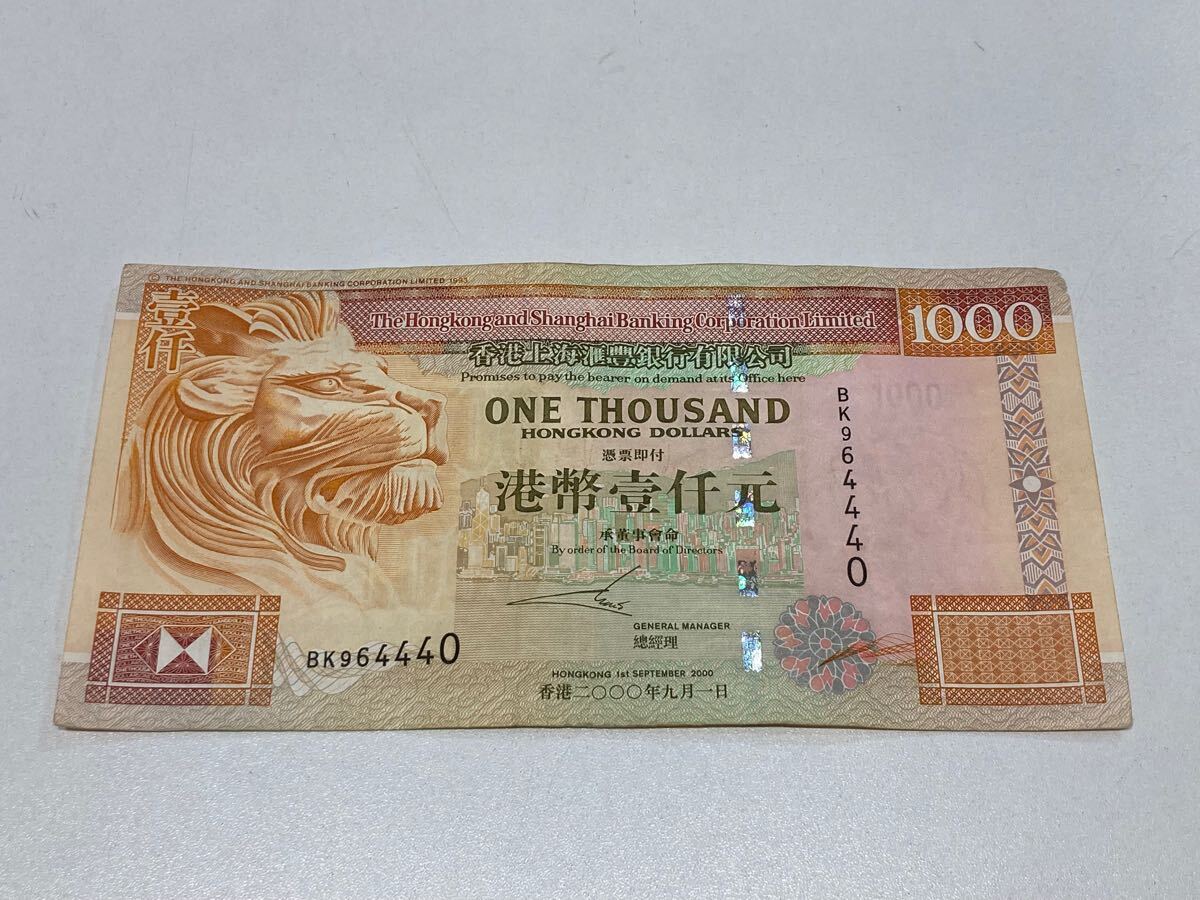 © THE HONGKONG AND SHANGHAI BANKING CORPORATION LIMITED 1993
壹仟
The Hongkong and Shanghai Banking Corporation Limited
1000
香港上海滙豐銀行有限公司
Promises to pay the bearer on demand at its Office here
ONE THOUSAND
HONGKONG DOLLARS
憑票即付
港幣壹仟元
承董事會命
By order of the Board of Directors
BK964440
GENERAL MANAGER
總經理
BK964440
HONGKONG 1st SEPTEMBER 2000
香港二〇〇〇年九月一日